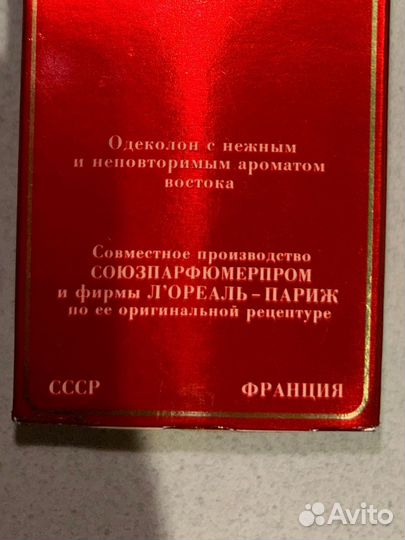 Одеколон с нежным
и неповторимым ароматом
востока
Совместное производство
СОЮЗПАРФЮМЕРПРОМ
и фирмы Л'ОРЕАЛЬ – ПАРИЖ
по ее оригинальной рецептуре
СССР ФРАНЦИЯ
Avito